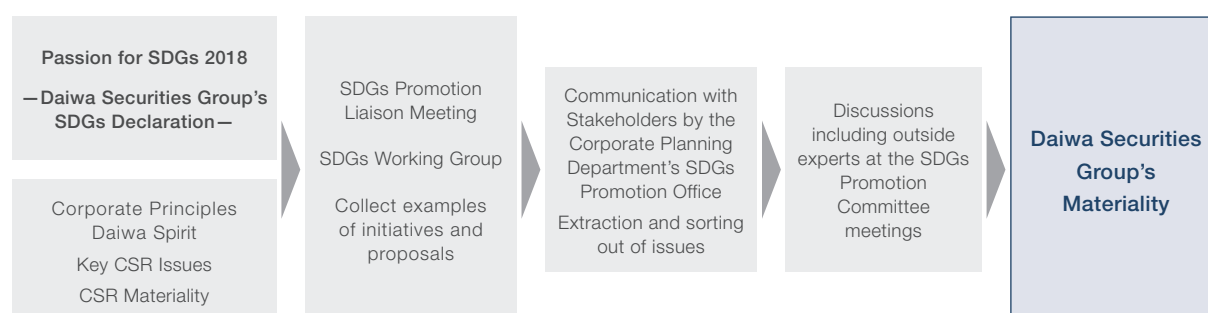 Passion for SDGs 2018
—Daiwa Securities Group's
SDGs Declaration—
Corporate Principles
Daiwa Spirit
Key CSR Issues
CSR Materiality
SDGs Promotion
Liaison Meeting
SDGs Working Group
Collect examples
of initiatives and
proposals
Communication with
Stakeholders by the
Corporate Planning
Department's SDGs
Promotion Office
Extraction and sorting
out of issues
Discussions
including outside
experts at the SDGs
Promotion
Committee
meetings
Daiwa Securities
Group's
Materiality